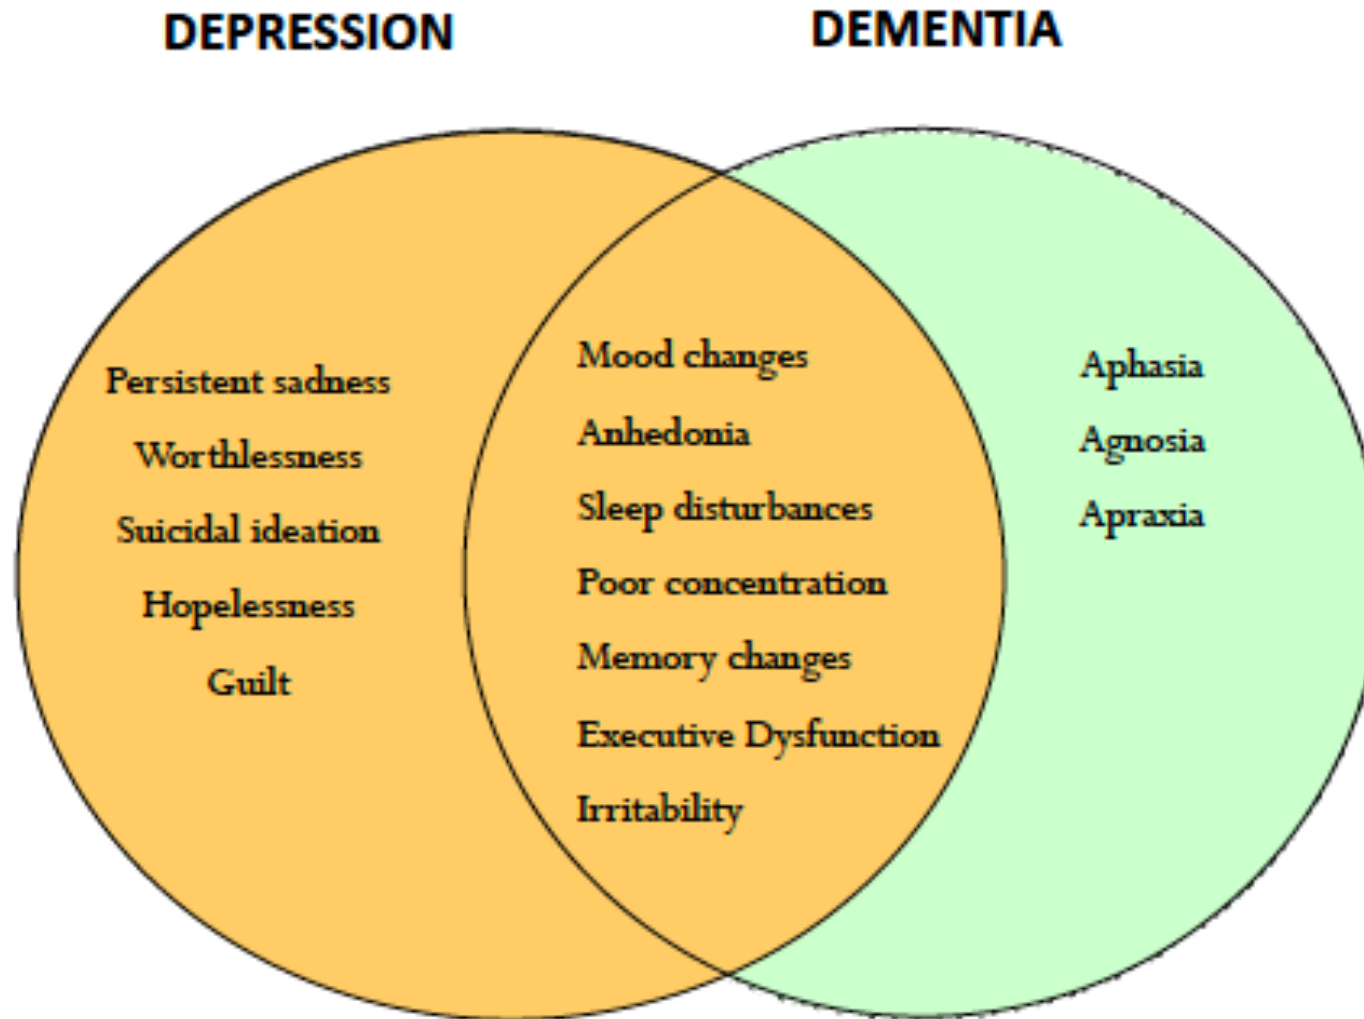 DEPRESSION
DEMENTIA
Persistent sadness
Worthlessness
Suicidal ideation
Hopelessness
Guilt
Mood changes
Anhedonia
Sleep disturbances
Poor concentration
Memory changes
Executive Dysfunction
Irritability
Aphasia
Agnosia
Apraxia